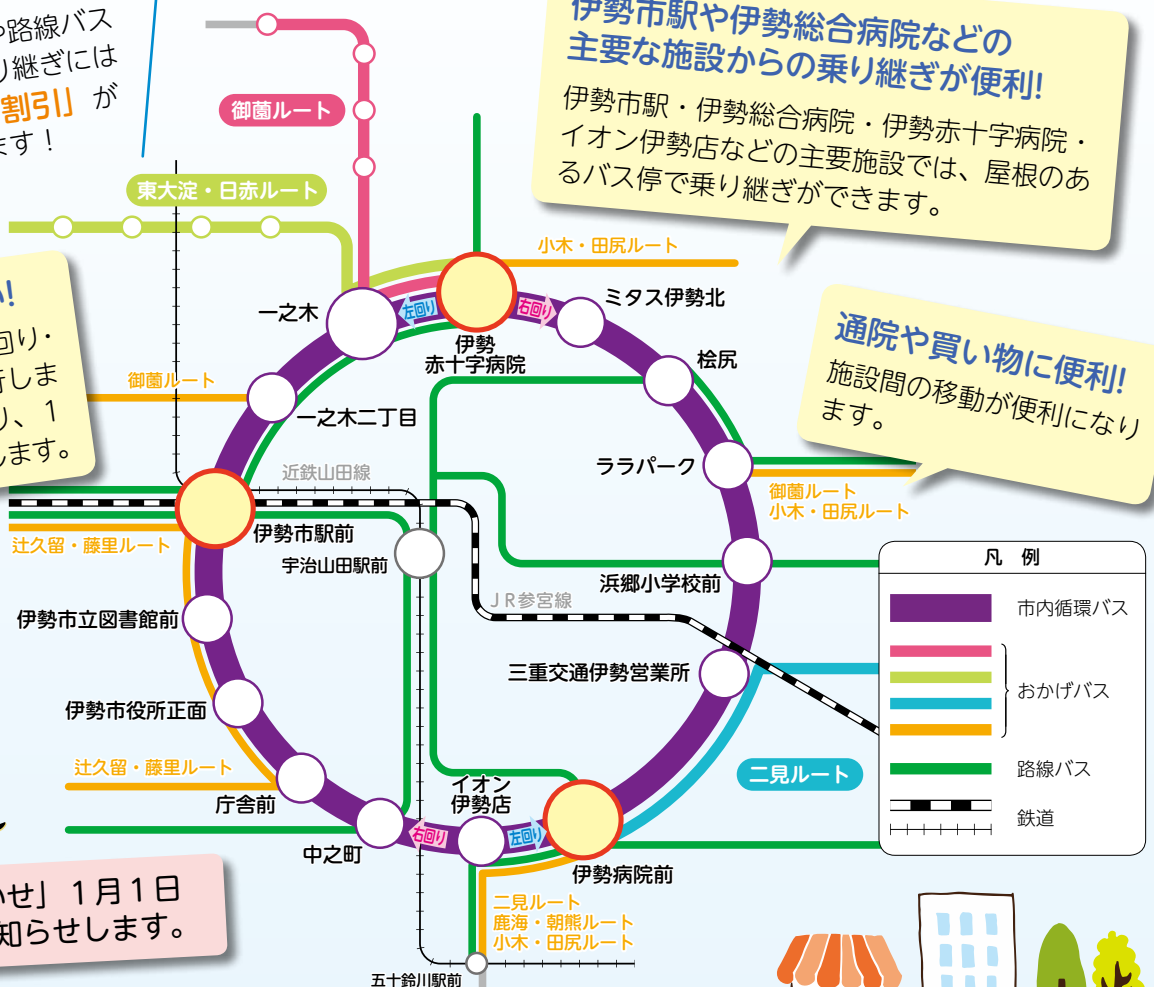 や路線バス
り継ぎには
割引」が
ます！
伊勢市駅や伊勢総合病院などの
主要な施設からの乗り継ぎが便利!
伊勢市駅・伊勢総合病院・伊勢赤十字病院・
イオン伊勢店などの主要施設では、屋根のあ
るバス停で乗り継ぎができます。
御薗ルート
東大淀・日赤ルート
小木・田尻ルート
い!
回り・
行しま
り、1
します。
通院や買い物に便利!
施設間の移動が便利になり
ます。
左回り
右回り
一之木
伊勢
赤十字病院
ミタス伊勢北
桧尻
御薗ルート
一之木二丁目
ララパーク
近鉄山田線
御薗ルート
小木・田尻ルート
辻久留・藤里ルート
伊勢市駅前
宇治山田駅前
浜郷小学校前
JR参宮線
伊勢市立図書館前
三重交通伊勢営業所
伊勢市役所正面
辻久留・藤里ルート
庁舎前
イオン
伊勢店
二見ルート
右回り
左回り
中之町
伊勢病院前
二見ルート
鹿海・朝熊ルート
小木・田尻ルート
五十鈴川駅前
凡 例
市内循環バス
おかげバス
路線バス
鉄道
いせ」1月1日
知らせします。